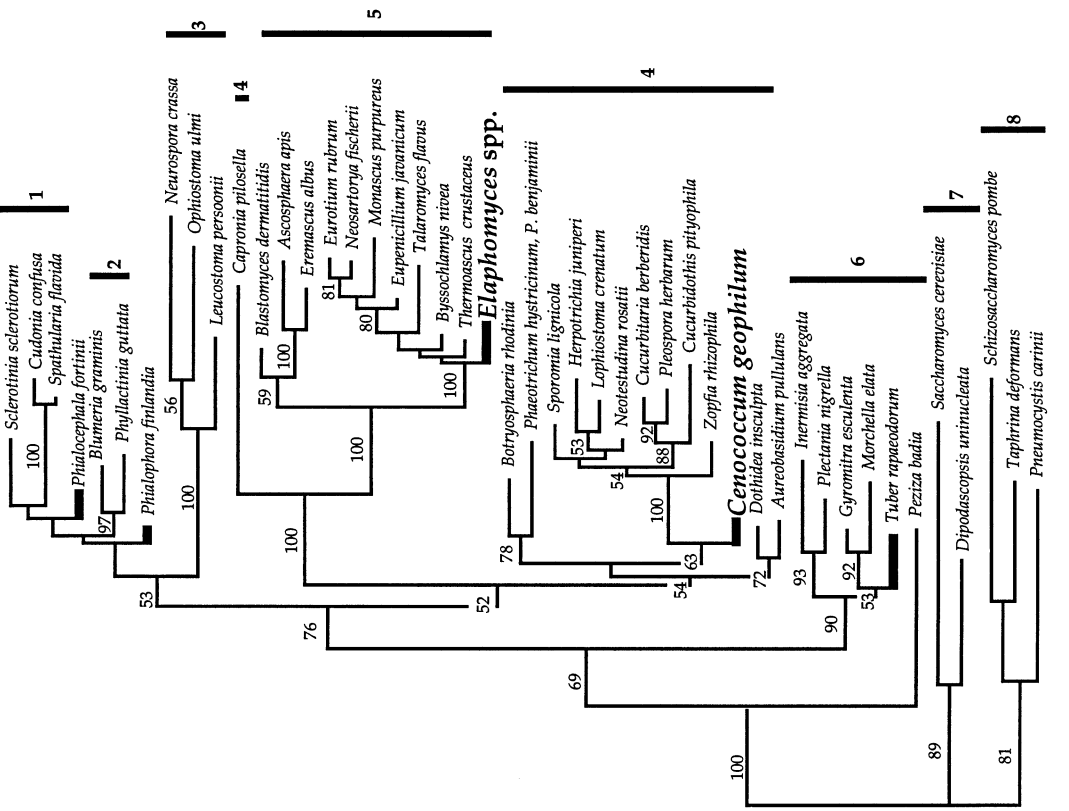 Sclerotinia sclerotiorum
Cudonia confusa
Spathularia flavida
Phialocephala fortinii
Blumeria graminis
Phyllactinia guttata
Phialophora finlandia
Neurospora crassa
Ophiostoma ulmi
Leucostoma persoonii
Capronia pilosella
Blastomyces dermatitidis
Ascosphaera apis
Eremascus albus
Eurotium rubrum
Neosartorya fischerii
Monascus purpureus
Eupenicillium javanicum
Talaromyces flavus
Byssochlamys nivea
Thermoascus crustaceus
Elaphomyces spp.
Botryosphaeria rhodinia
Phaeotrichum hystricinum, P. benjaminii
Sporomia lignicola
Herpotrichia juniperi
Lophiostoma crenatum
Neotestudina rosatii
Cucurbitaria berberidis
Pleospora herbarum
Cucurbidothis pityophila
Zopfia rhizophila
Cenoccocum geophilum
Dothidea insculpta
Aureobasidium pullulans
Inermisia aggregata
Plectania nigrella
Gyromitra esculenta
Morchella elata
Tuber rapaeodorum
Peziza badia
Saccharomyces cerevisiae
Dipodascopsis uninucleata
Schizosaccharomyces pombe
Taphrina deformans
Pneumocystis carinii
1
2
3
4
5
4
6
7
8
100
97
56
100
53
59
100
81
80
100
100
100
78
53
92
88
54
100
63
72
54
52
76
93
92
53
90
69
100
89
81